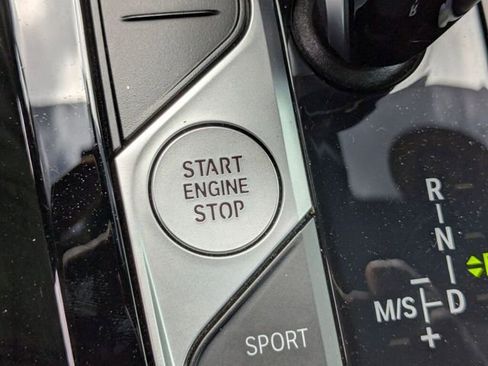 START
ENGINE
STOP
SPORT
R
N
M/S D
+